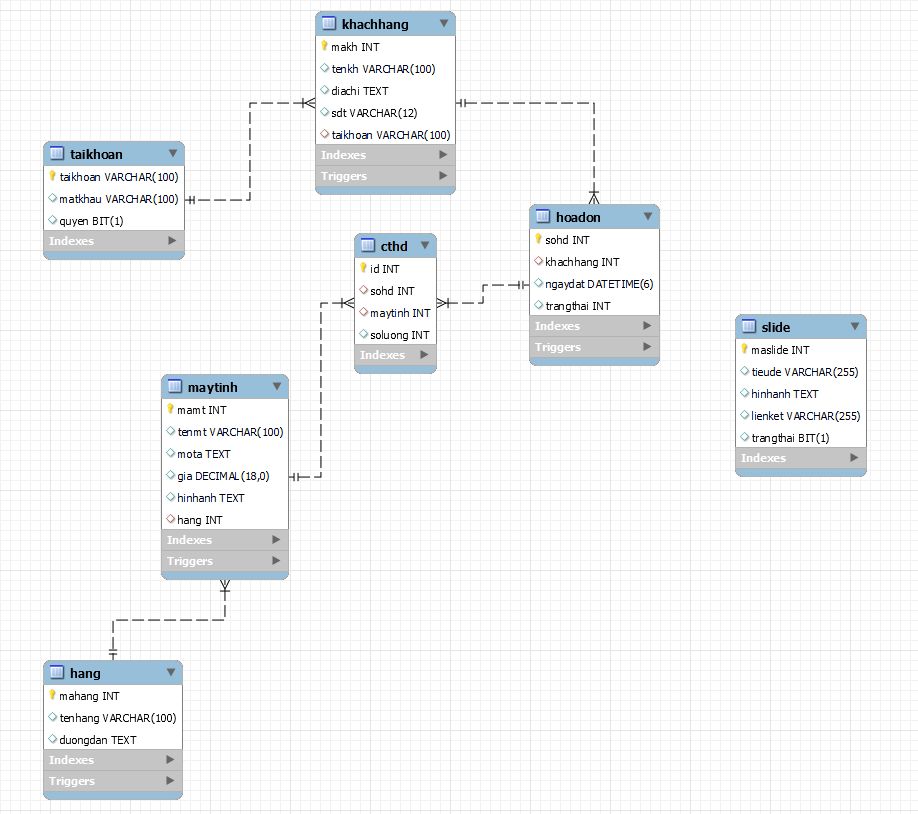 khachhang
makh INT
tenkh VARCHAR(100)
diachi TEXT
sdt VARCHAR(12)
taikhoan VARCHAR(100)
Indexes
Triggers
taikhoan
taikhoan VARCHAR(100)
matkhau VARCHAR(100)
quyen BIT(1)
Indexes
hoadon
sohd INT
khachhang INT
ngaydat DATETIME(6)
trangthai INT
Indexes
Triggers
cthd
id INT
sohd INT
maytinh INT
soluong INT
Indexes
slide
maslide INT
tieude VARCHAR(255)
hinhanh TEXT
lienket VARCHAR(255)
trangthai BIT(1)
Indexes
maytinh
mamt INT
tenmt VARCHAR(100)
mota TEXT
gia DECIMAL(18,0)
hinhanh TEXT
hang INT
Indexes
Triggers
hang
mahang INT
tenhang VARCHAR(100)
duongdan TEXT
Indexes
Triggers